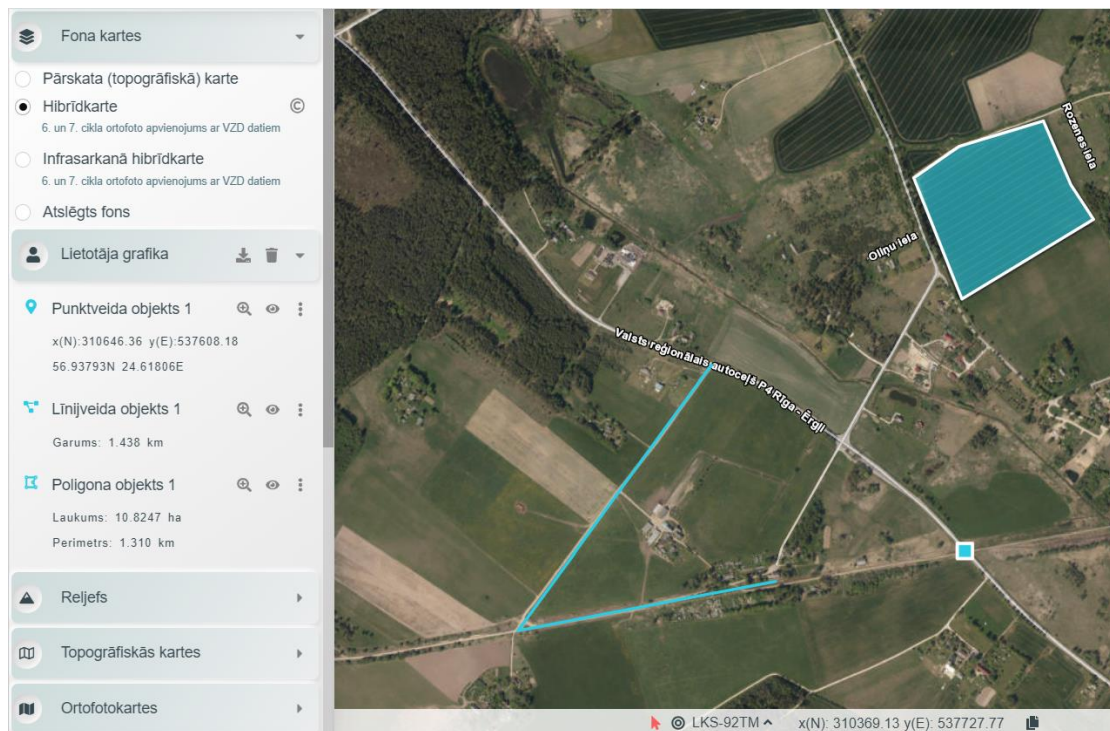 Fona kartes
Pārskata (topogrāfiskā) karte
Hibrīdkarte ©
6. un 7. cikla ortofoto apvienojums ar VZD datiem
Infrasarkanā hibrīdkarte
6. un 7. cikla ortofoto apvienojums ar VZD datiem
Atslēgts fons
Lietotāja grafika
Punktveida objekts 1
x(N):310646.36 y(E):537608.18
56.93793N 24.61806E
Līnijveida objekts 1
Garums: 1.438 km
Poligona objekts 1
Laukums: 10.8247 ha
Perimetrs: 1.310 km
Reljefs
Topogrāfiskās kartes
Ortofotokartes
Rozenes iela
Oliņu iela
Valsts reģionālais autoceļš P4 Rīga - Ērgļi
LKS-92TM x(N): 310369.13 y(E): 537727.77